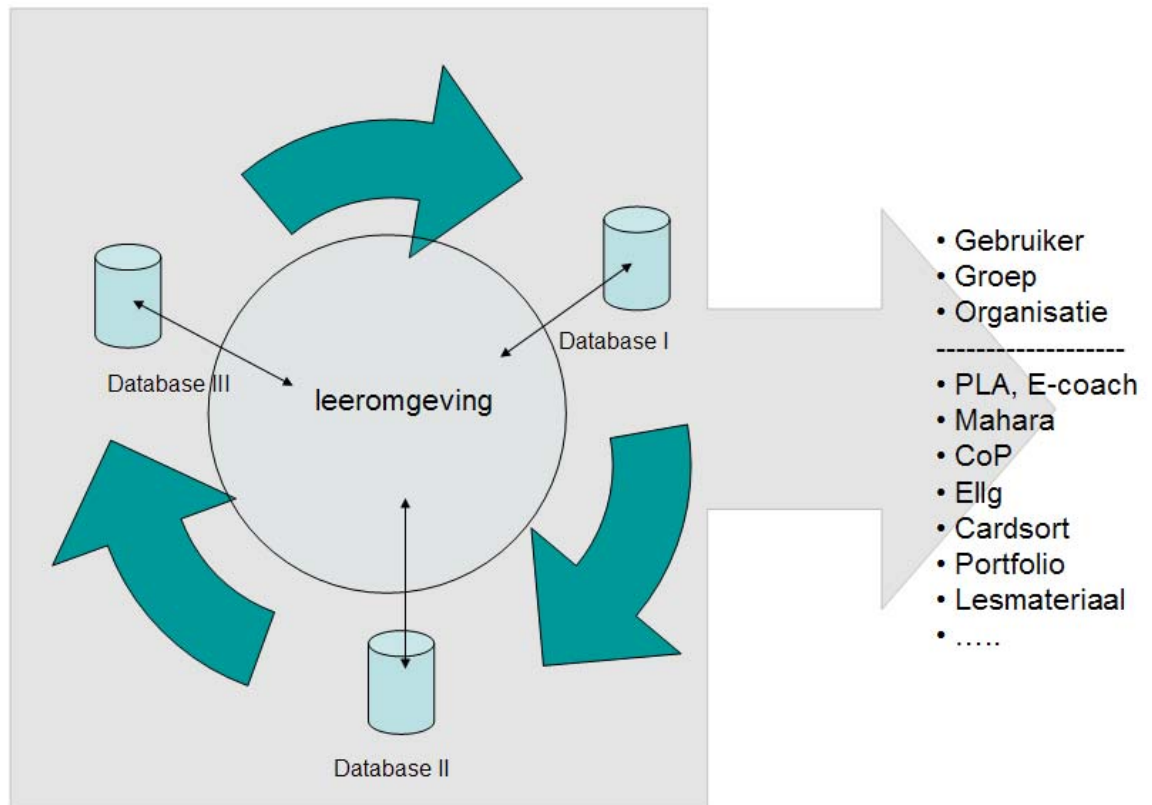 Database I
Database III
leeromgeving
Database II
• Gebruiker
• Groep
• Organisatie
-------------------
• PLA, E-coach
• Mahara
• CoP
• Ellg
• Cardsort
• Portfolio
• Lesmateriaal
• …..